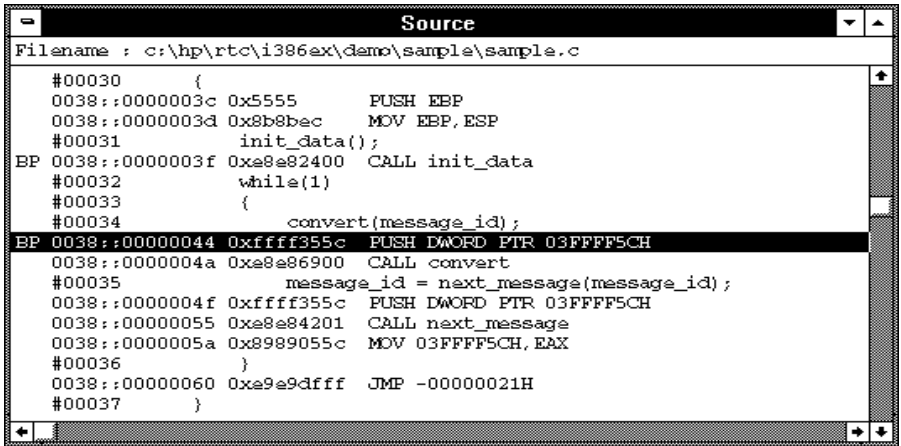 Source
Filename : c:\hp\rtc\i386ex\demo\sample\sample.c
#00030 {
0038::0000003c 0x5555 PUSH EBP
0038::0000003d 0x8b8bec MOV EBP,ESP
#00031 init_data();
BP 0038::0000003f 0xe8e82400 CALL init_data
#00032 while(1)
#00033 {
#00034 convert(message_id);
BP 0038::00000044 0xffff355c PUSH DWORD PTR 03FFFF5CH
0038::0000004a 0xe8e86900 CALL convert
#00035 message_id = next_message(message_id);
0038::0000004f 0xffff355c PUSH DWORD PTR 03FFFF5CH
0038::00000055 0xe8e84201 CALL next_message
0038::0000005a 0x8989055c MOV 03FFFF5CH,EAX
#00036 }
0038::00000060 0xe9e9dfff JMP -00000021H
#00037 }